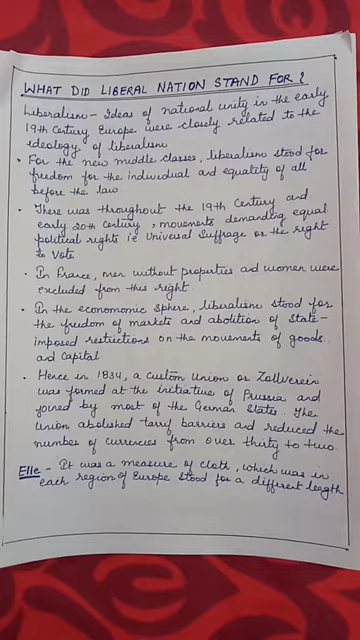 WHAT DID LIBERAL NATION STAND FOR?
Liberalism - Ideas of national unity in the early
19th Century Europe were closely related to the
ideology of liberalism
• For the new middle classes, liberalism stood for
freedom for the individual and equality of all
before the law
• There was throughout the 19th Century and
early 20th century, movements demanding equal
political rights i.e Universal Suffrage or the right
to Vote
• In France, men without properties and women were
excluded from this right
• In the econonomic sphere, liberalism stood for
the fredom of markets and abolition of State-
imposed restrictions on the movements of goods
and Capital
• Hence in 1834, a custom Union or Zollverein
was formed at the initiative of Prussia and
joined by most of the German States. The
Union abolished tarrif barriers and reduced the
number of currencies from over thirty to two.
Elle - It was a measure of cloth, which was in
each region of Europe stood for a different length